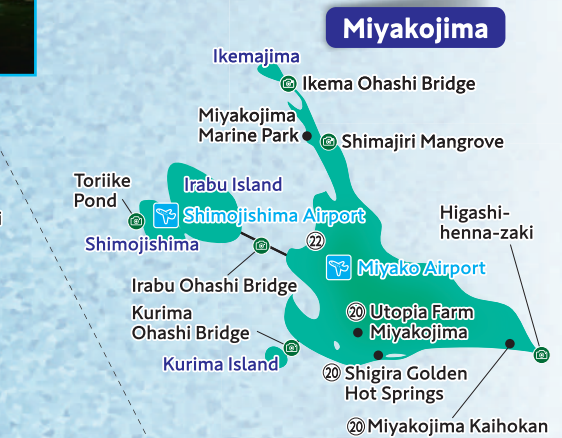 Miyakojima
Ikemajima
Ikema Ohashi Bridge
Miyakojima
Marine Park
Shimajiri Mangrove
Toriike
Pond
Irabu Island
Shimojishima Airport
Shimojishima
Higashi-
henna-zaki
㉒
Miyako Airport
Irabu Ohashi Bridge
Kurima
Ohashi Bridge
⑳ Utopia Farm
Miyakojima
Kurima Island
⑳ Shigira Golden
Hot Springs
⑳ Miyakojima Kaihokan